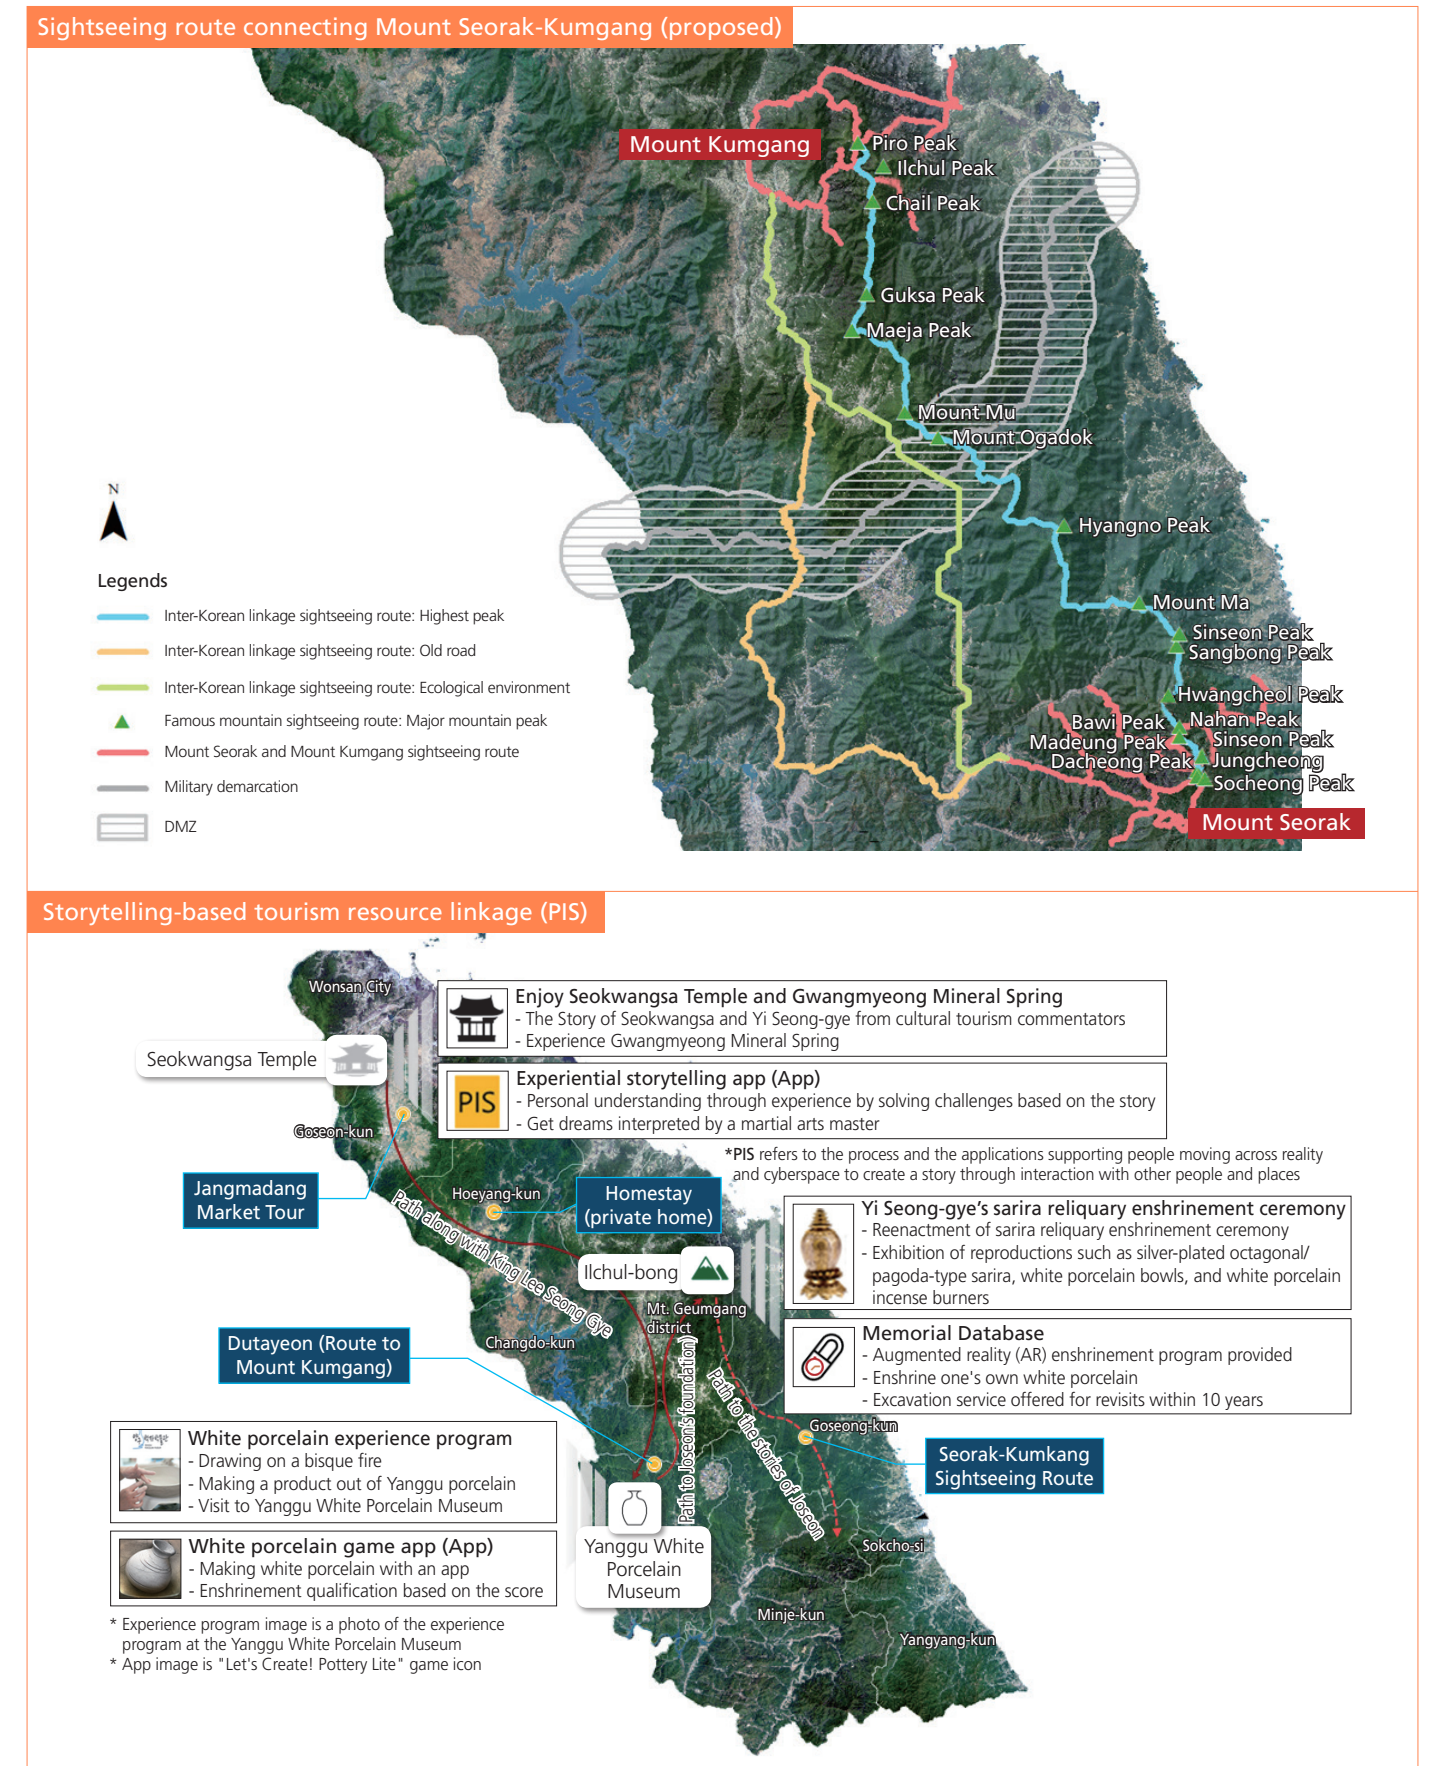 Sightseeing route connecting Mount Seorak-Kumgang (proposed)
Mount Kumgang
Piro Peak
Ilchul Peak
Chail Peak
Guksa Peak
Maeja Peak
Mount Mu
Mount Ogadok
Hyangno Peak
Mount Ma
Sinseon Peak
Sangbong Peak
Hwangcheol Peak
Bawi Peak
Nahan Peak
Madeung Peak
Sinseon Peak
Dacheong Peak
Jungcheong
Socheong Peak
Mount Seorak
N
Legends
Inter-Korean linkage sightseeing route: Highest peak
Inter-Korean linkage sightseeing route: Old road
Inter-Korean linkage sightseeing route: Ecological environment
Famous mountain sightseeing route: Major mountain peak
Mount Seorak and Mount Kumgang sightseeing route
Military demarcation
DMZ
Storytelling-based tourism resource linkage (PIS)
Wonsan City
Enjoy Seokwangsa Temple and Gwangmyeong Mineral Spring
- The Story of Seokwangsa and Yi Seong-gye from cultural tourism commentators
- Experience Gwangmyeong Mineral Spring
Seokwangsa Temple
PIS
Experiential storytelling app (App)
- Personal understanding through experience by solving challenges based on the story
- Get dreams interpreted by a martial arts master
*PIS refers to the process and the applications supporting people moving across reality
and cyberspace to create a story through interaction with other people and places
Goseon-kun
Jangmadang
Market Tour
Hoeyang-kun
Homestay
(private home)
Path along with King Lee Seong Gye
Yi Seong-gye's sarira reliquary enshrinement ceremony
- Reenactment of sarira reliquary enshrinement ceremony
- Exhibition of reproductions such as silver-plated octagonal/
pagoda-type sarira, white porcelain bowls, and white porcelain
incense burners
Ilchul-bong
Mt. Geumgang
district
Changdo-kun
Dutayeon (Route to
Mount Kumgang)
Memorial Database
- Augmented reality (AR) enshrinement program provided
- Enshrine one's own white porcelain
- Excavation service offered for revisits within 10 years
Path to Joseon's foundation)
Path to the stories of Joseon
Goseong-kun
Seorak-Kumkang
Sightseeing Route
White porcelain experience program
- Drawing on a bisque fire
- Making a product out of Yanggu porcelain
- Visit to Yanggu White Porcelain Museum
White porcelain game app (App)
- Making white porcelain with an app
- Enshrinement qualification based on the score
Yanggu White
Porcelain
Museum
Sokcho-si
Minje-kun
Yangyang-kun
* Experience program image is a photo of the experience
program at the Yanggu White Porcelain Museum
* App image is "Let's Create! Pottery Lite" game icon